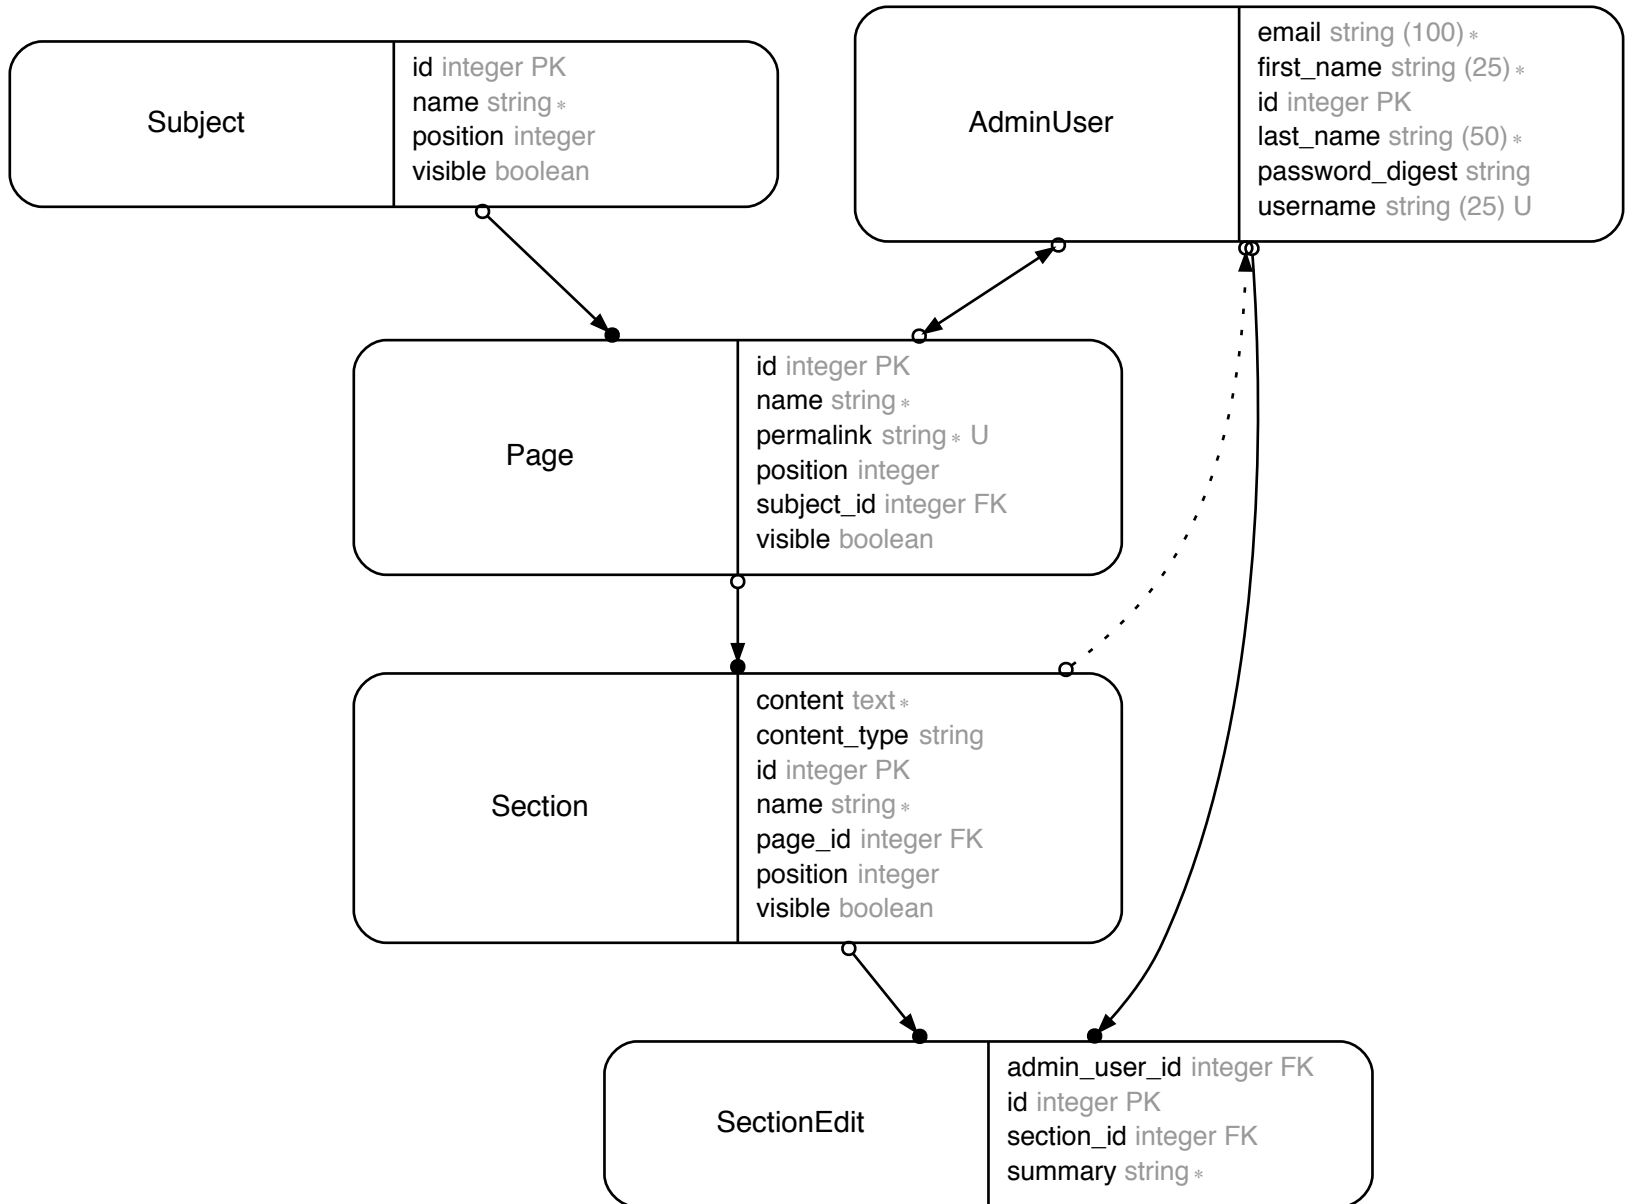 Subject
id integer PK
name string *
position integer
visible boolean
AdminUser
email string (100) *
first_name string (25) *
id integer PK
last_name string (50) *
password_digest string
username string (25) U
Page
id integer PK
name string *
permalink string * U
position integer
subject_id integer FK
visible boolean
Section
content text *
content_type string
id integer PK
name string *
page_id integer FK
position integer
visible boolean
SectionEdit
admin_user_id integer FK
id integer PK
section_id integer FK
summary string *